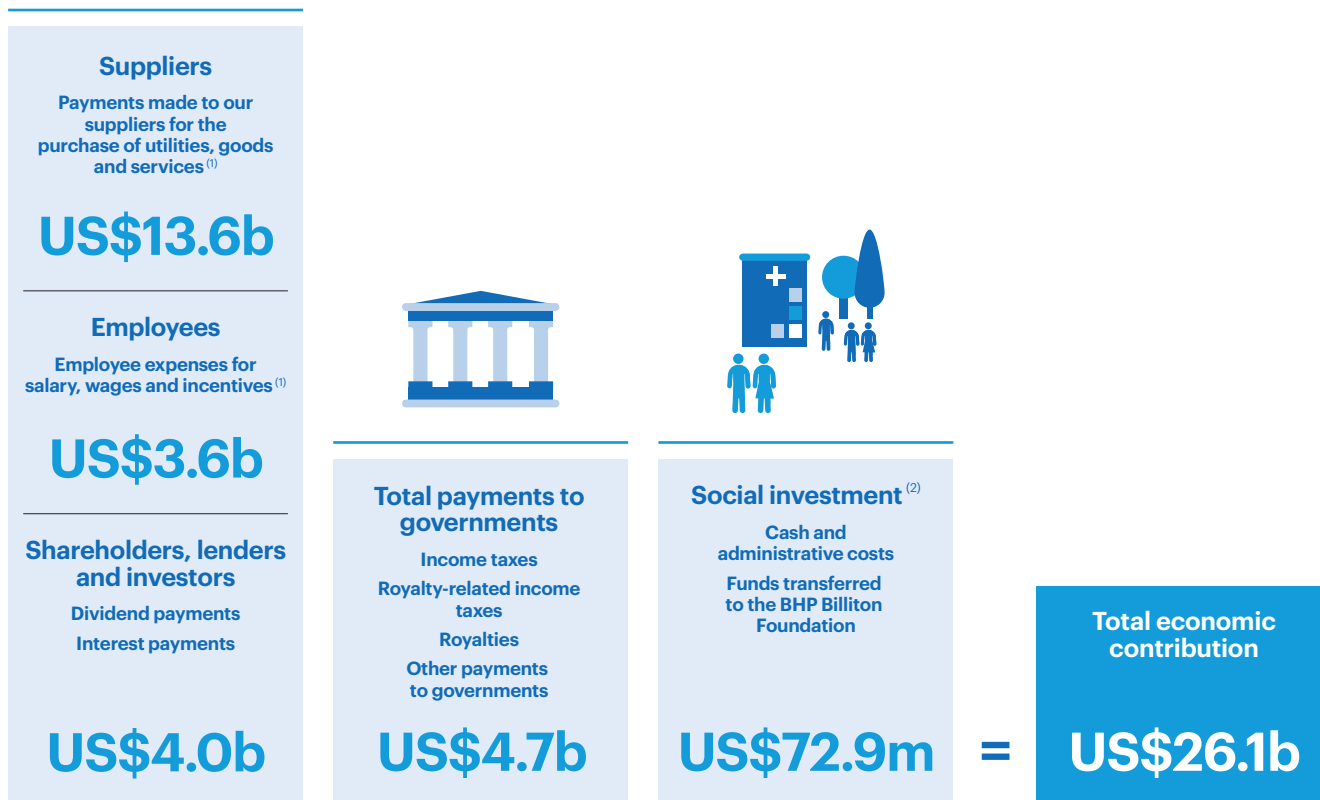 Suppliers
Payments made to our
suppliers for the
purchase of utilities, goods
and services (1)
US$13.6b
Employees
Employee expenses for
salary, wages and incentives (1)
US$3.6b
Shareholders, lenders
and investors
Dividend payments
Interest payments
US$4.0b
Total payments to
governments
Income taxes
Royalty-related income
taxes
Royalties
Other payments
to governments
US$4.7b
Social investment (2)
Cash and
administrative costs
Funds transferred
to the BHP Billiton
Foundation
US$72.9m
=
Total economic
contribution
US$26.1b